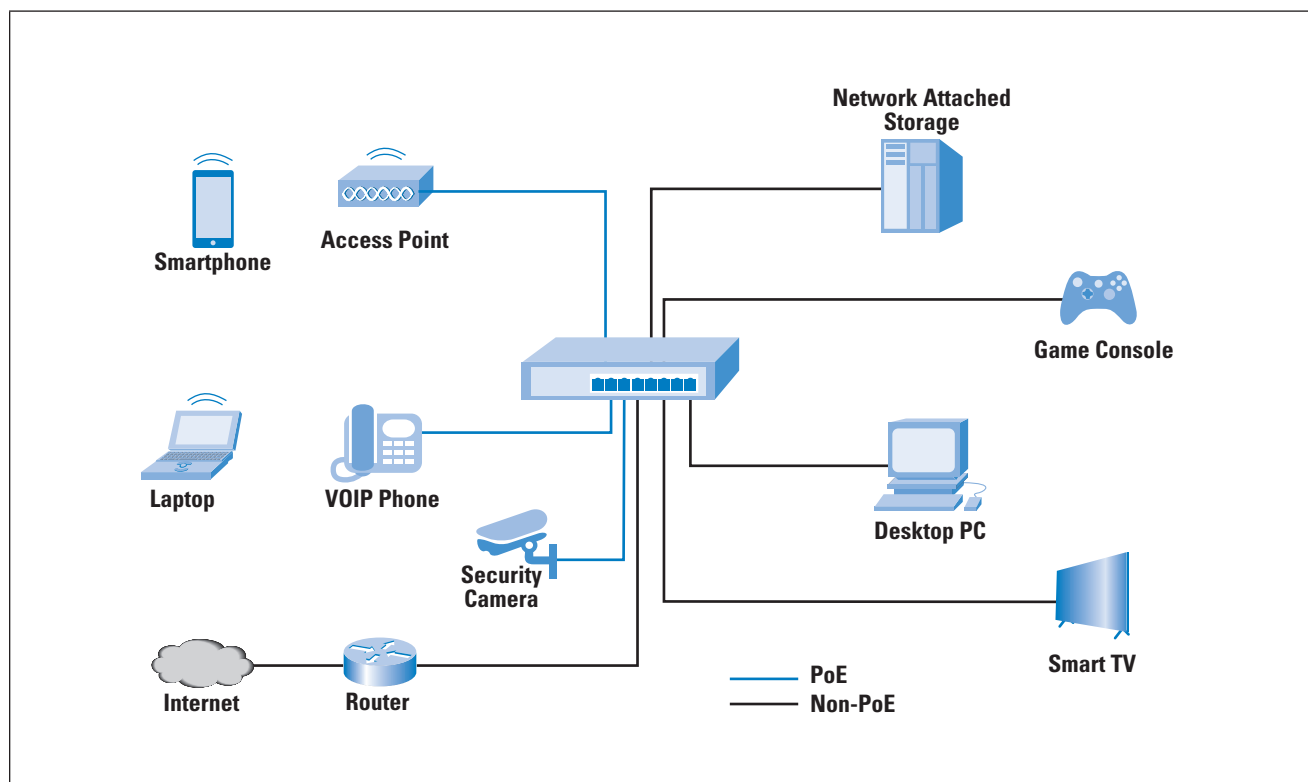 Network Attached
Storage
Smartphone
Access Point
Game Console
Laptop
VOIP Phone
Desktop PC
Security
Camera
Smart TV
Internet
Router
PoE
Non-PoE